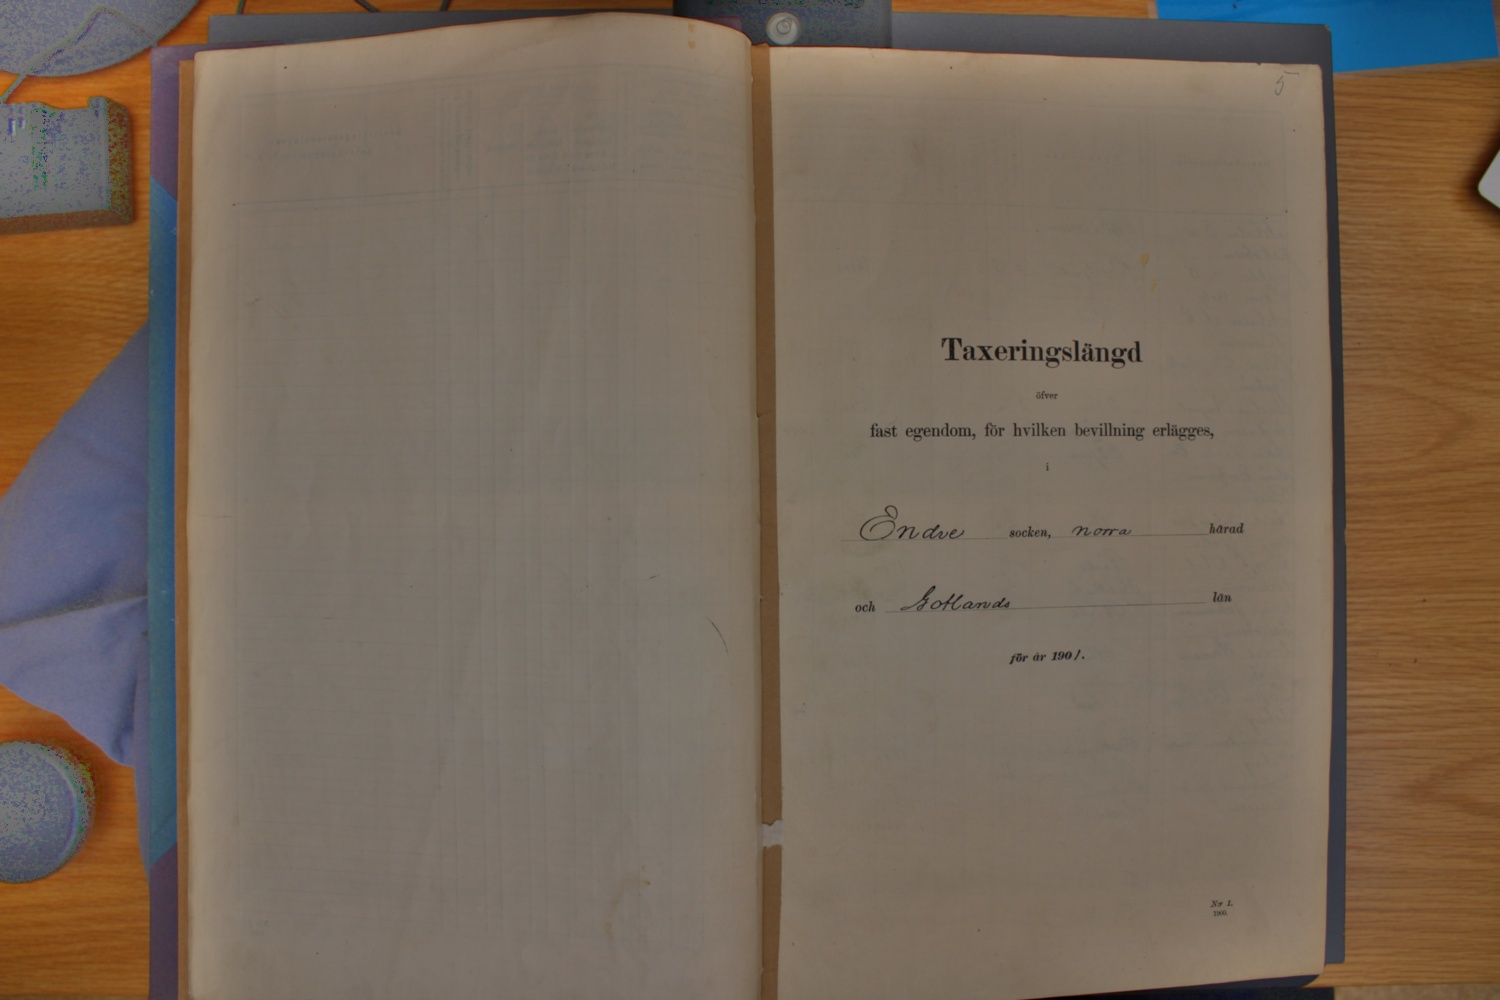 5
Taxeringslängd
öfver
fast egendom, för hvilken bevillning erlägges,
i
Endre socken, norra härad
och Gotlands län
för år 1901.
Nr 1.
1900.